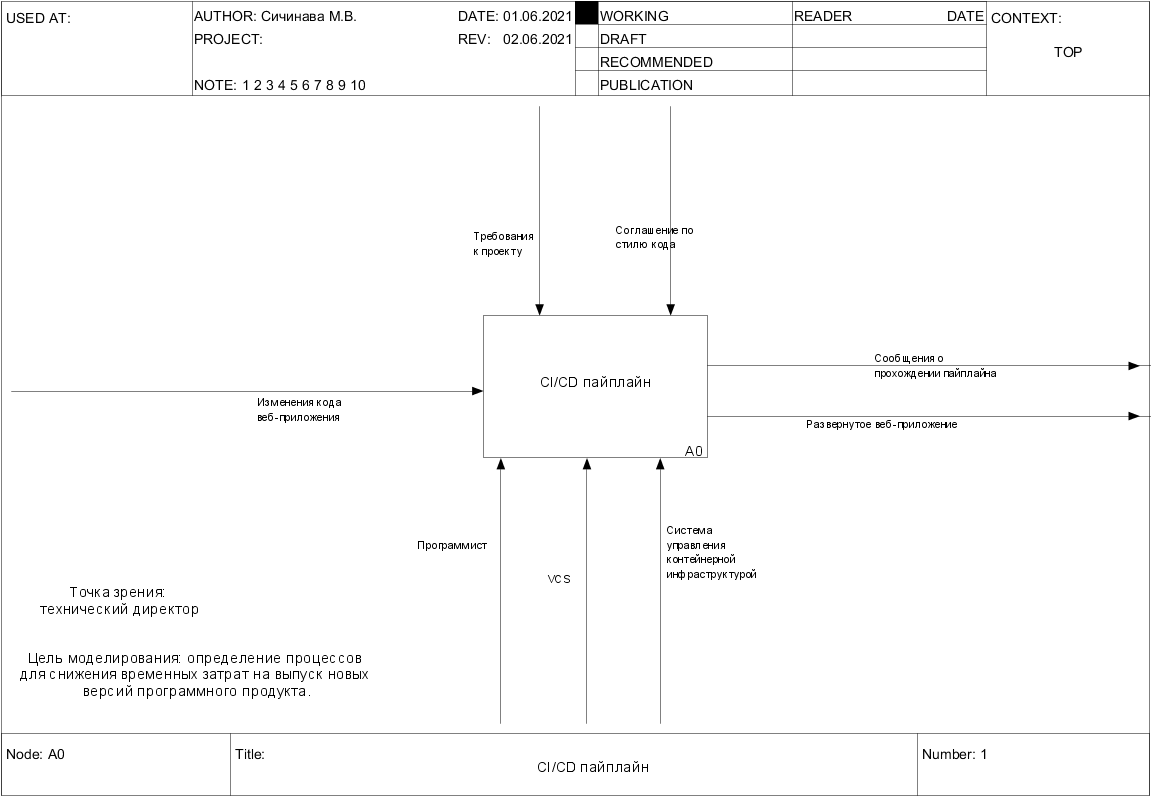 USED AT:
AUTHOR: Сичинава М.В.
DATE: 01.06.2021
WORKING
READER
DATE
CONTEXT:
PROJECT:
REV: 02.06.2021
DRAFT
TOP
RECOMMENDED
NOTE: 1 2 3 4 5 6 7 8 9 10
PUBLICATION
Требования
к проекту
Соглашение по
стилю кода
CI/CD пайплайн
A0
Сообщения о
прохождении пайплайна
Изменения кода
веб-приложения
Развернутое веб-приложение
Программист
VCS
Система
управления
контейнерной
инфраструктурой
Точка зрения:
технический директор
Цель моделирования: определение процессов
для снижения временных затрат на выпуск новых
версий программного продукта.
Node: A0
Title:
CI/CD пайплайн
Number: 1